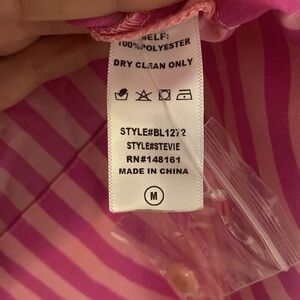 SELF:
100%POLYESTER
DRY CLEAN ONLY
STYLE#BL1272
STYLE#STEVIE
RN#148161
MADE IN CHINA
M